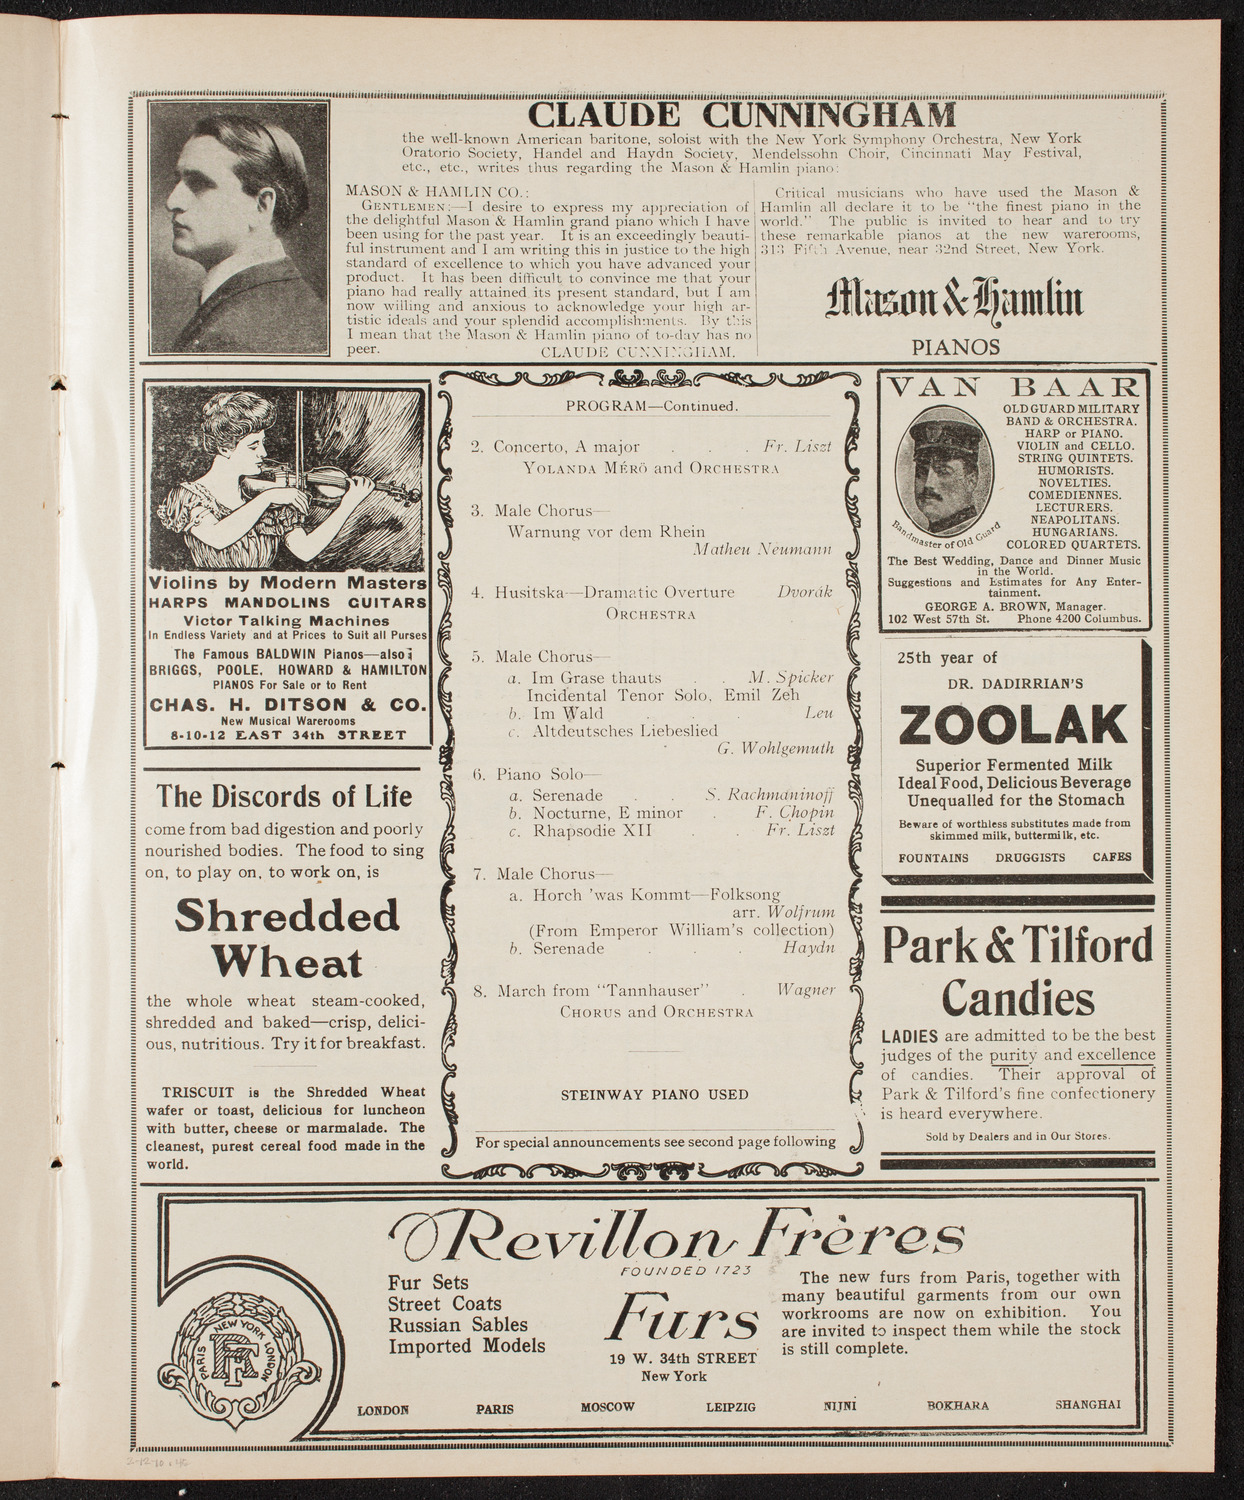 CLAUDE CUNNINGHAM
the well-known American baritone, soloist with the New York Symphony Orchestra, New York
Oratorio Society, Handel and Haydn Society, Mendelssohn Choir, Cincinnati May Festival,
etc., etc., writes thus regarding the Mason & Hamlin piano:
MASON & HAMLIN CO.:
GENTLEMEN:—I desire to express my appreciation of
the delightful Mason & Hamlin grand piano which I have
been using for the past year. It is an exceedingly beauti-
ful instrument and I am writing this in justice to the high
standard of excellence to which you have advanced your
product. It has been difficult to convince me that your
piano had really attained its present standard, but I am
now willing and anxious to acknowledge your high ar-
tistic ideals and your splendid accomplishments. By this
I mean that the Mason & Hamlin piano of to-day has no
peer. CLAUDE CUNNINGHAM.
Critical musicians who have used the Mason &
Hamlin all declare it to be "the finest piano in the
world." The public is invited to hear and to try
these remarkable pianos at the new warerooms,
313 Fifth Avenue, near 32nd Street, New York.
Mason & Hamlin
PIANOS
Violins by Modern Masters
HARPS MANDOLINS GUITARS
Victor Talking Machines
In Endless Variety and at Prices to Suit all Purses
The Famous BALDWIN Pianos—also
BRIGGS, POOLE, HOWARD & HAMILTON
PIANOS For Sale or to Rent
CHAS. H. DITSON & CO.
New Musical Warerooms
8-10-12 EAST 34th STREET
The Discords of Life
come from bad digestion and poorly
nourished bodies. The food to sing
on, to play on, to work on, is
Shredded
Wheat
the whole wheat steam-cooked,
shredded and baked—crisp, delici-
ous, nutritious. Try it for breakfast.
TRISCUIT is the Shredded Wheat
wafer or toast, delicious for luncheon
with butter, cheese or marmalade. The
cleanest, purest cereal food made in the
world.
PROGRAM—Continued.
2. Concerto, A major . . Fr. Liszt
YOLANDA MÉRÖ and ORCHESTRA
3. Male Chorus—
Warnung vor dem Rhein
Matheu Neumann
4. Husitska—Dramatic Overture Dvorák
ORCHESTRA
5. Male Chorus—
a. Im Grase thauts . . M. Spicker
Incidental Tenor Solo, Emil Zeh
b. Im Wald . . . Leu
c. Altdeutsches Liebeslied
G. Wohlgemuth
6. Piano Solo—
a. Serenade . . S. Rachmaninoff
b. Nocturne, E minor . F. Chopin
c. Rhapsodie XII . . Fr. Liszt
7. Male Chorus—
a. Horch 'was Kommt—Folksong
arr. Wolfrum
(From Emperor William's collection)
b. Serenade . . . Haydn
8. March from "Tannhauser" . Wagner
CHORUS and ORCHESTRA
STEINWAY PIANO USED
For special announcements see second page following
VAN BAAR
OLD GUARD MILITARY
BAND & ORCHESTRA.
HARP or PIANO.
VIOLIN and CELLO.
STRING QUINTETS.
HUMORISTS.
NOVELTIES.
COMEDIENNES.
LECTURERS.
NEAPOLITANS.
HUNGARIANS.
COLORED QUARTETS.
Bandmaster of Old Guard
The Best Wedding, Dance and Dinner Music
in the World.
Suggestions and Estimates for Any Enter-
tainment.
GEORGE A. BROWN, Manager.
102 West 57th St. Phone 4200 Columbus.
25th year of
DR. DADIRRIAN'S
ZOOLAK
Superior Fermented Milk
Ideal Food, Delicious Beverage
Unequalled for the Stomach
Beware of worthless substitutes made from
skimmed milk, buttermilk, etc.
FOUNTAINS DRUGGISTS CAFES
Park & Tilford
Candies
LADIES are admitted to be the best
judges of the purity and excellence
of candies. Their approval of
Park & Tilford's fine confectionery
is heard everywhere.
Sold by Dealers and in Our Stores.
Revillon Frères
FOUNDED 1723
Fur Sets
Street Coats
Russian Sables
Imported Models
Furs
19 W. 34th STREET
New York
The new furs from Paris, together with
many beautiful garments from our own
workrooms are now on exhibition. You
are invited to inspect them while the stock
is still complete.
PARIS NEW YORK LONDON
RF
LONDON PARIS MOSCOW LEIPZIG NIJNI BOKHARA SHANGHAI